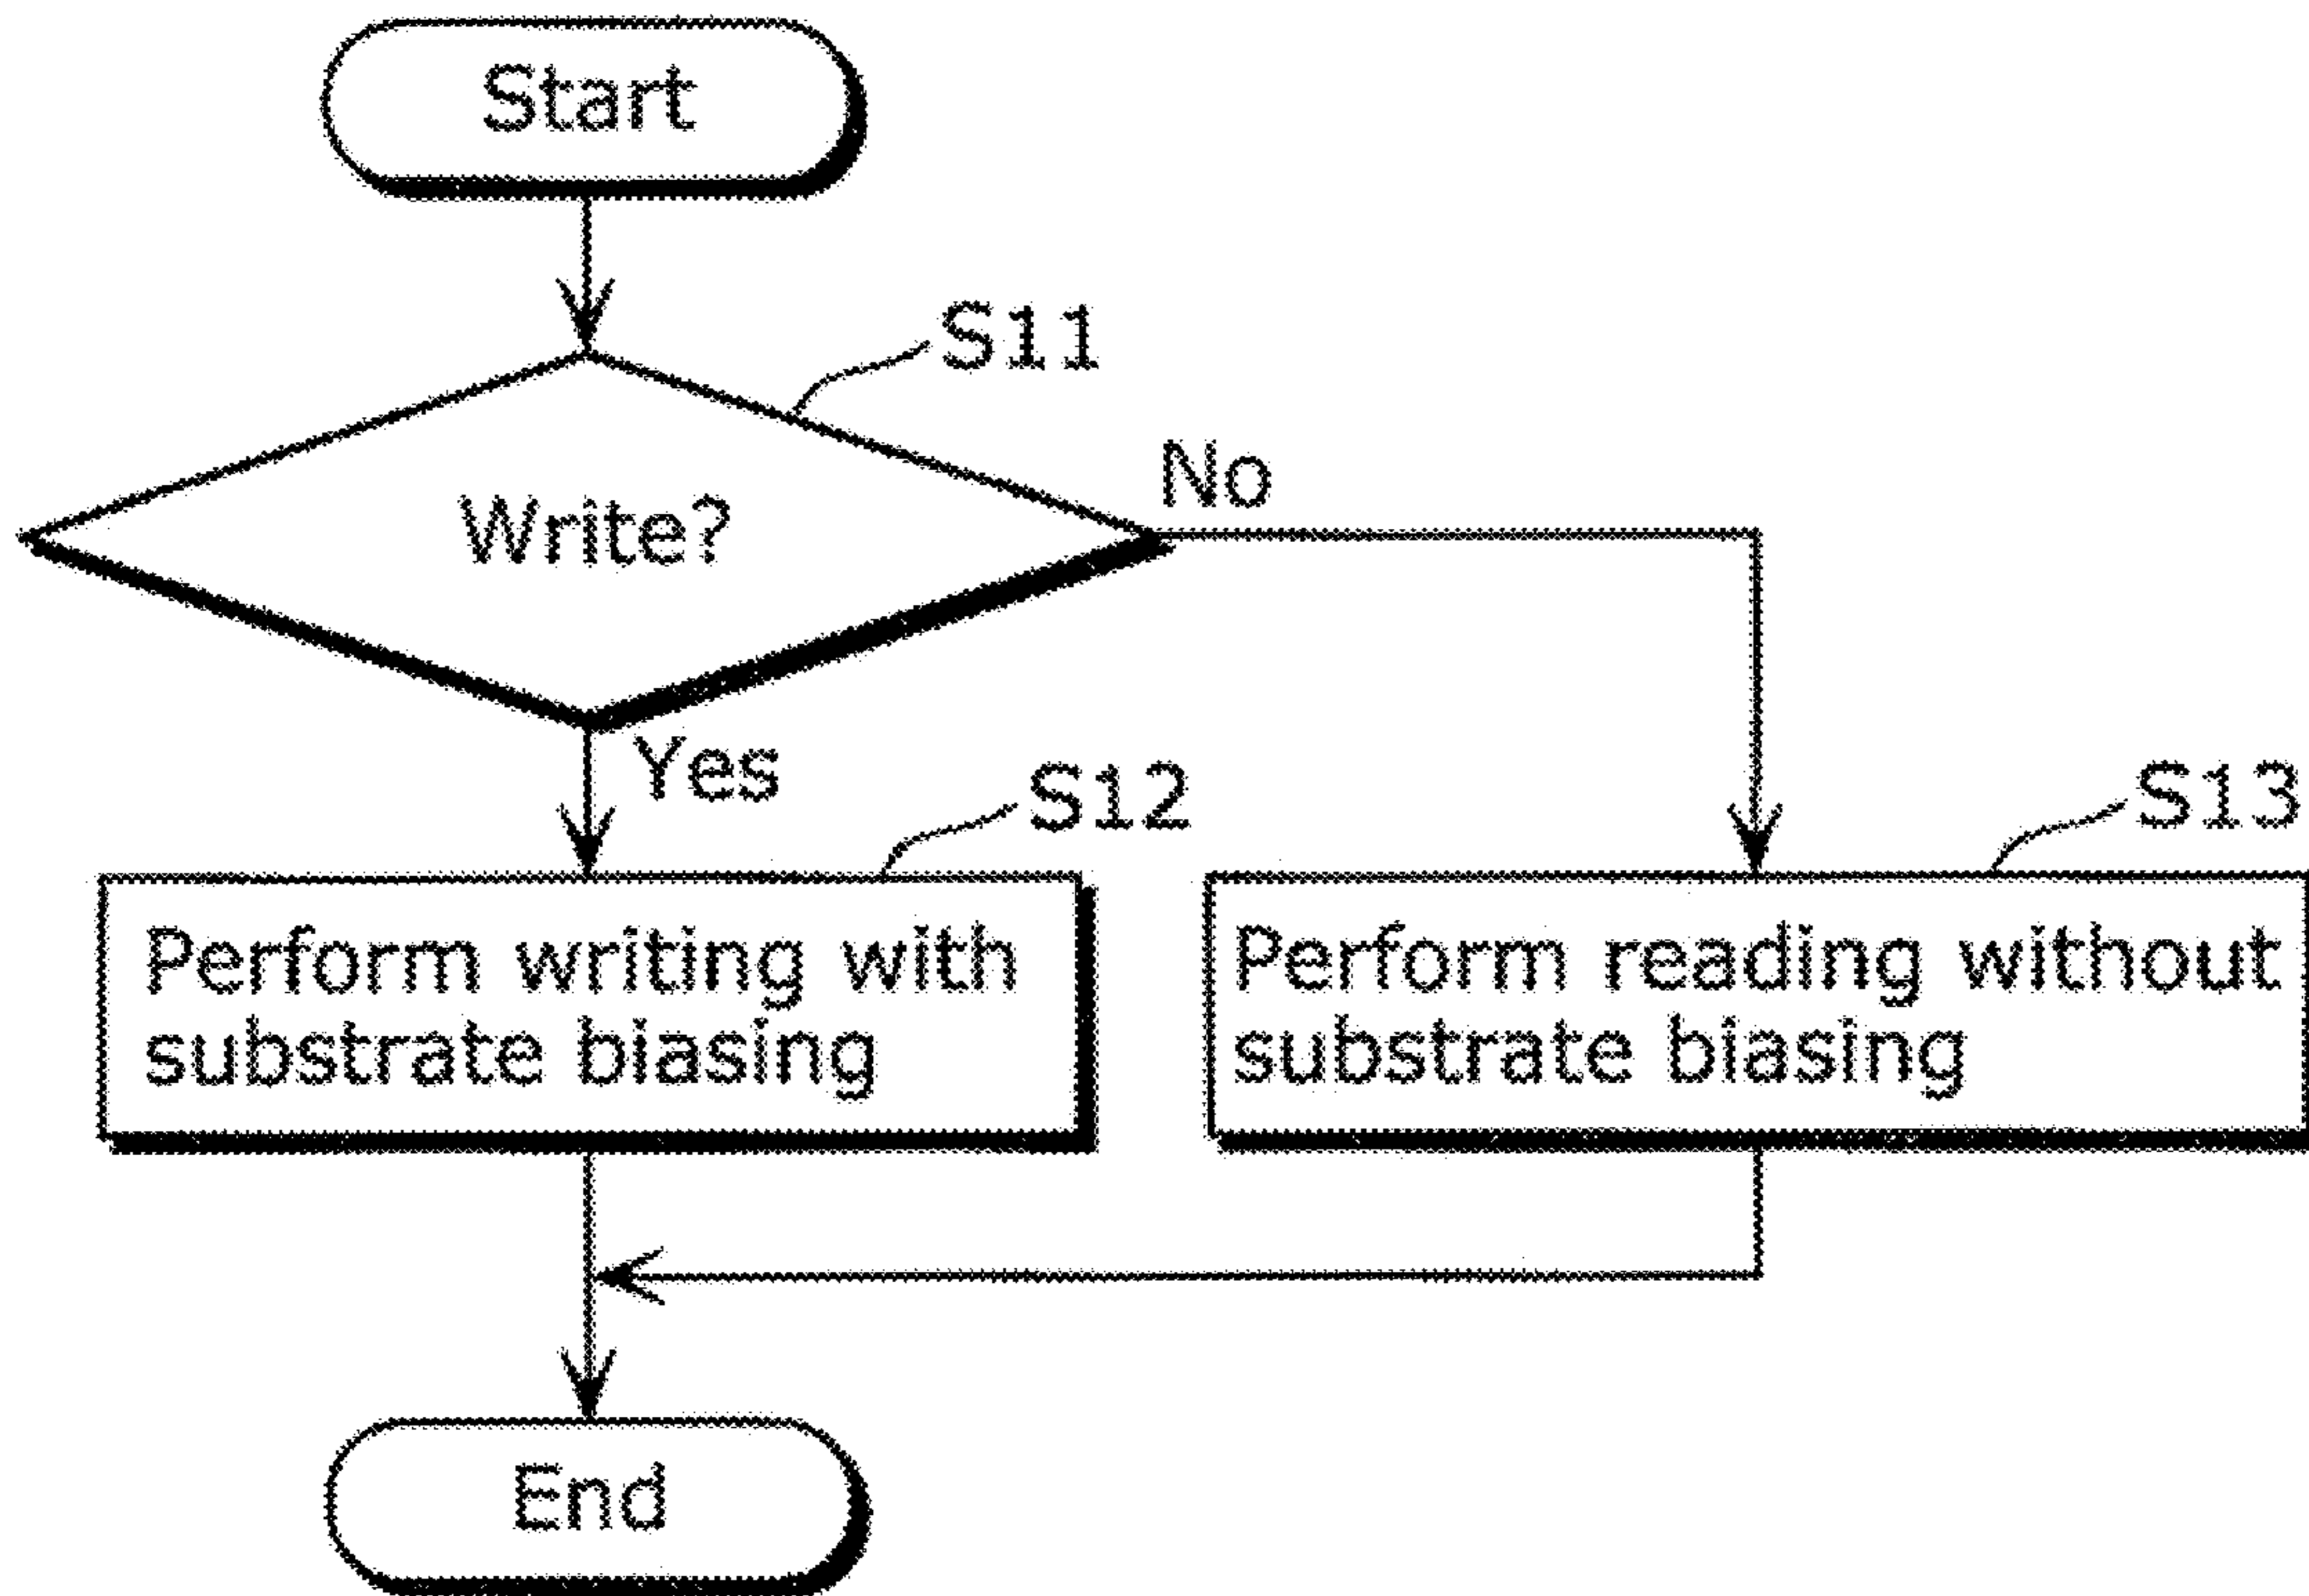 Start
S11
Write?
No
Yes
S12
S13
Perform writing with
substrate biasing
Perform reading without
substrate biasing
End